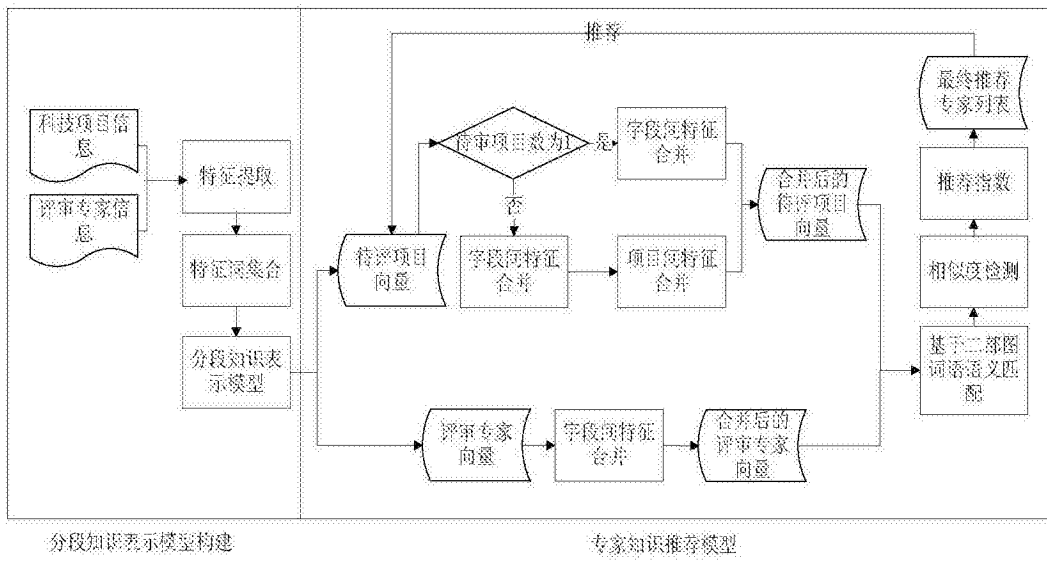 推荐
科技项目信
息
评审专家信
息
特征提取
特征词集合
分段知识表
示模型
待审项目数为1
是
否
字段间特征
合并
待评项目
向量
字段间特征
合并
项目间特征
合并
合并后的
待评项目
向量
评审专家
向量
字段间特征
合并
合并后的
评审专家
向量
最终推荐
专家列表
推荐指数
相似度检测
基于二部图
词语语义匹
配
分段知识表示模型构建
专家知识推荐模型